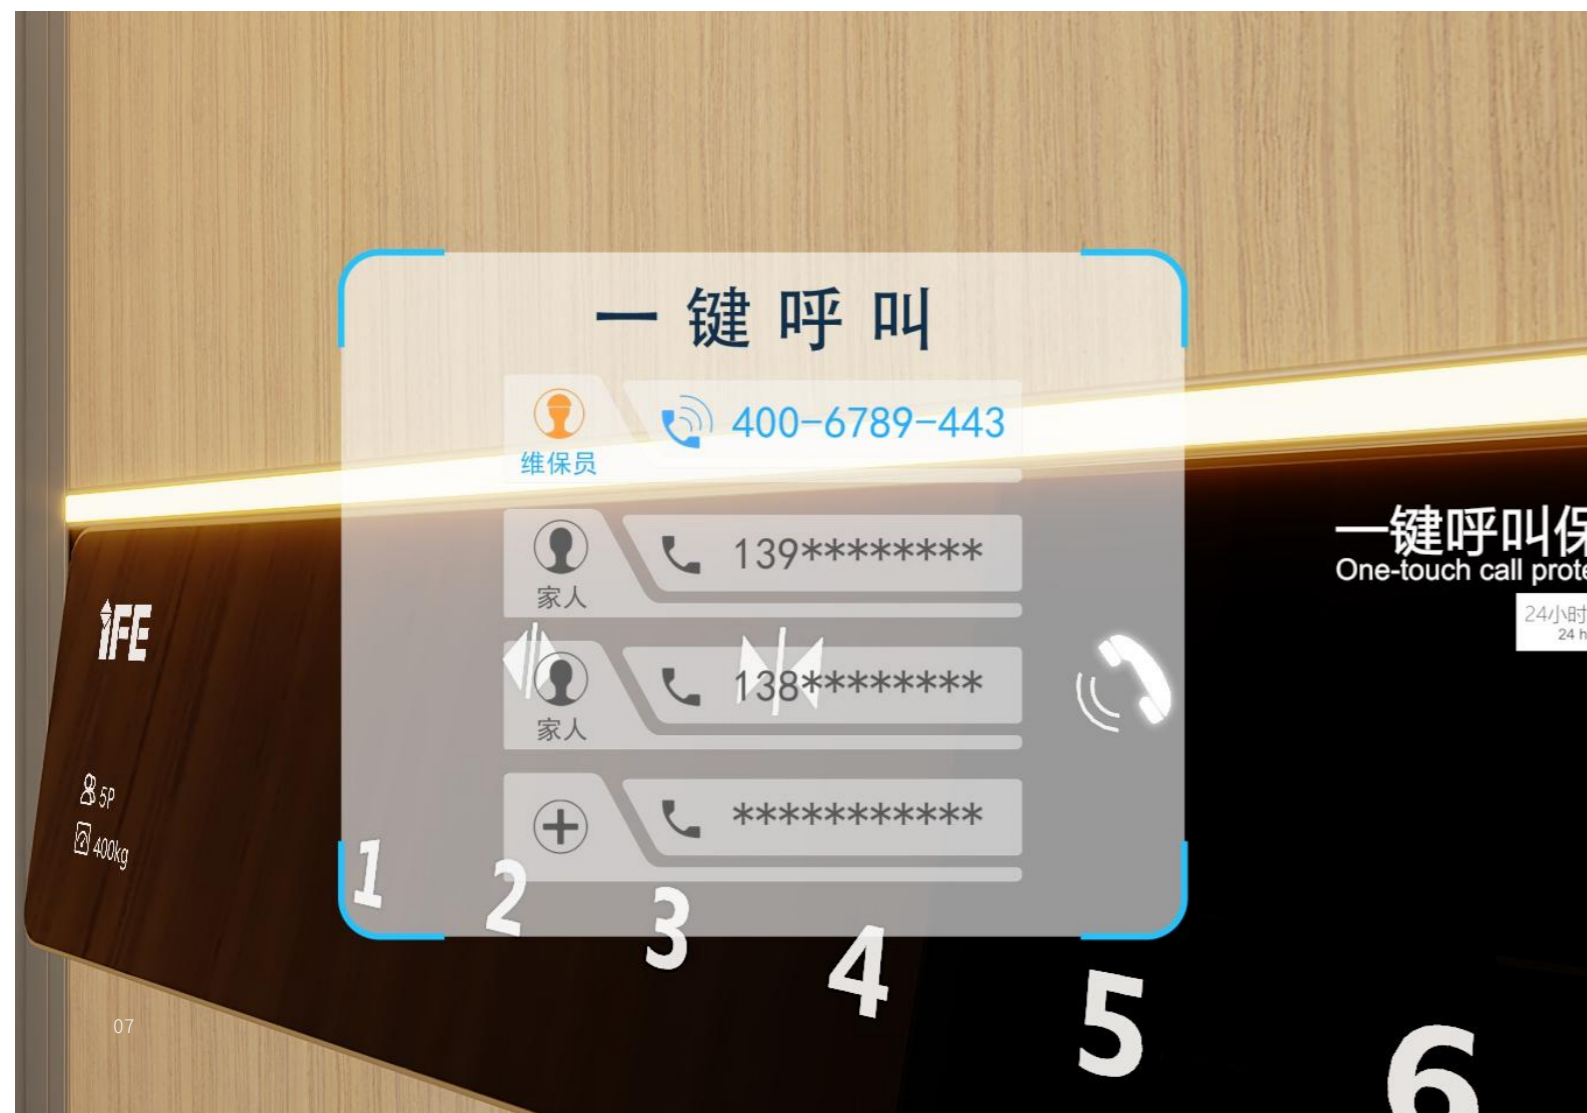 一键呼叫
维保员
400-6789-443
家人
139********
家人
138********
***********
一键呼叫保
One-touch call prote
24小时
24 h
iFE
5P
400kg
1
2
3
4
5
6
07